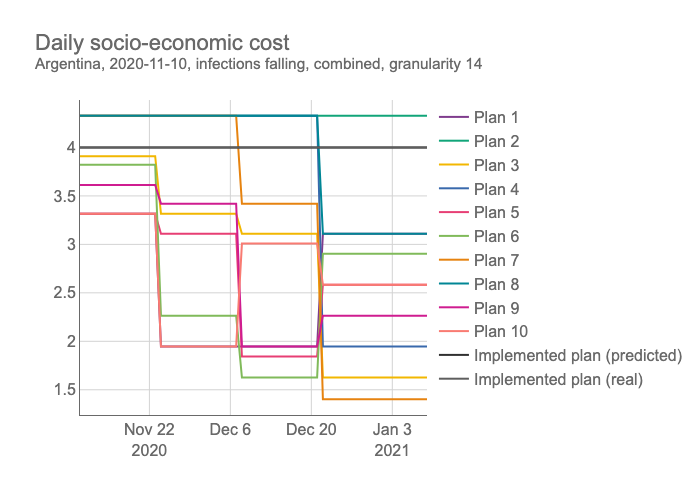 Daily socio-economic cost
Argentina, 2020-11-10, infections falling, combined, granularity 14
4
3.5
3
2.5
2
1.5
Nov 22
2020
Dec 6
Dec 20
Jan 3
2021
Plan 1
Plan 2
Plan 3
Plan 4
Plan 5
Plan 6
Plan 7
Plan 8
Plan 9
Plan 10
Implemented plan (predicted)
Implemented plan (real)